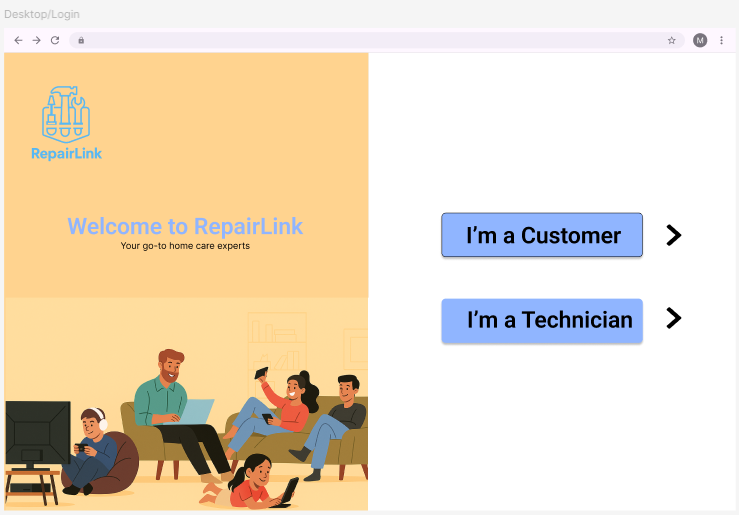 Desktop/Login
M
RepairLink
Welcome to RepairLink
Your go-to home care experts
I'm a Customer
I'm a Technician